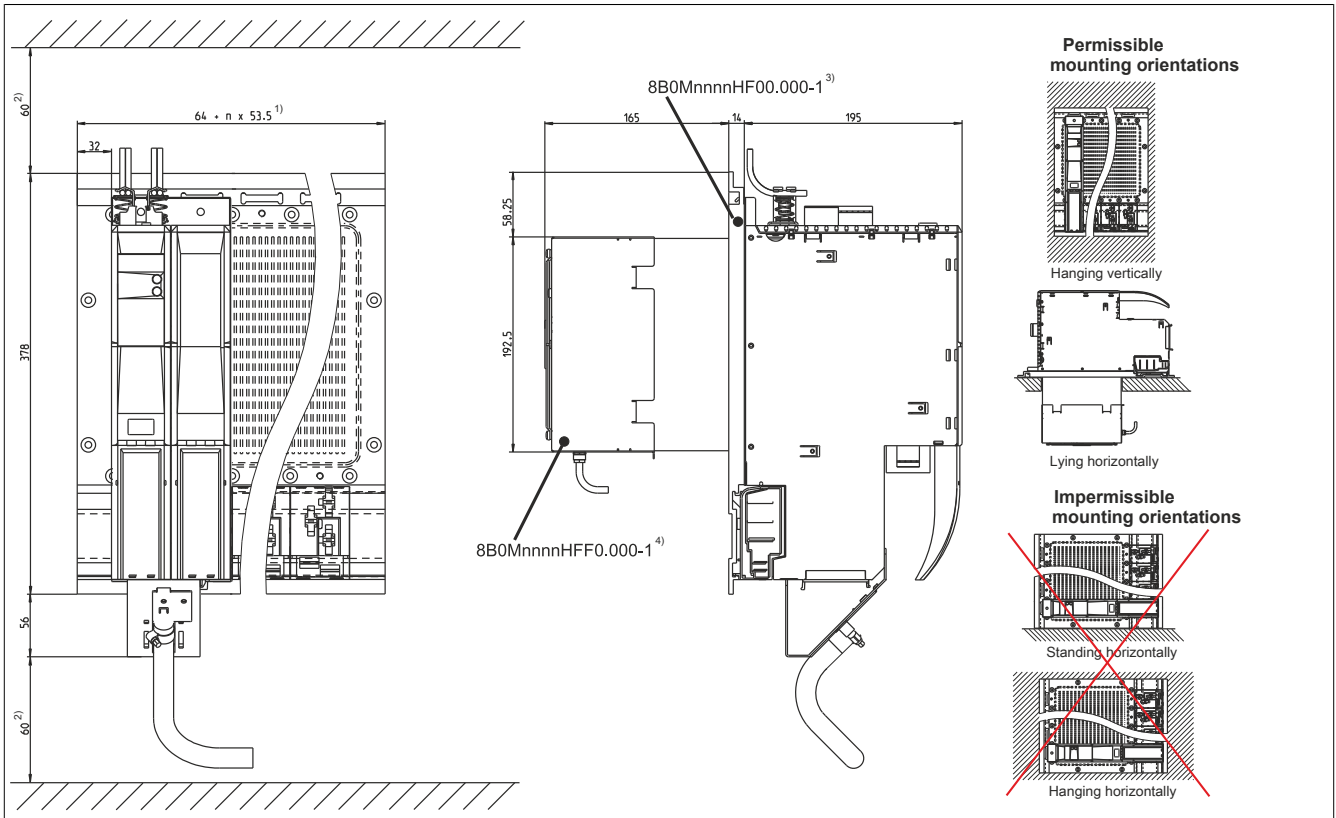 60 2)
64 + n x 53.5 1)
32
378
56
60 2)
8B0MnnnnHF00.000-1 3)
165
14
195
58.25
192.5
8B0MnnnnHFF0.000-1 4)
Permissible
mounting orientations
Hanging vertically
Lying horizontally
Impermissible
mounting orientations
Standing horizontally
Hanging horizontally